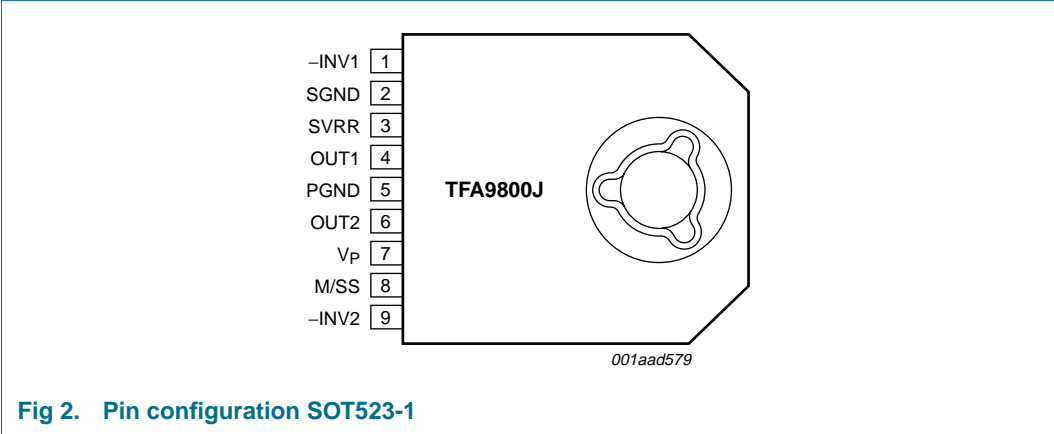 −INV1 1
SGND 2
SVRR 3
OUT1 4
PGND 5
OUT2 6
VP 7
M/SS 8
−INV2 9
TFA9800J
001aad579
Fig 2. Pin configuration SOT523-1